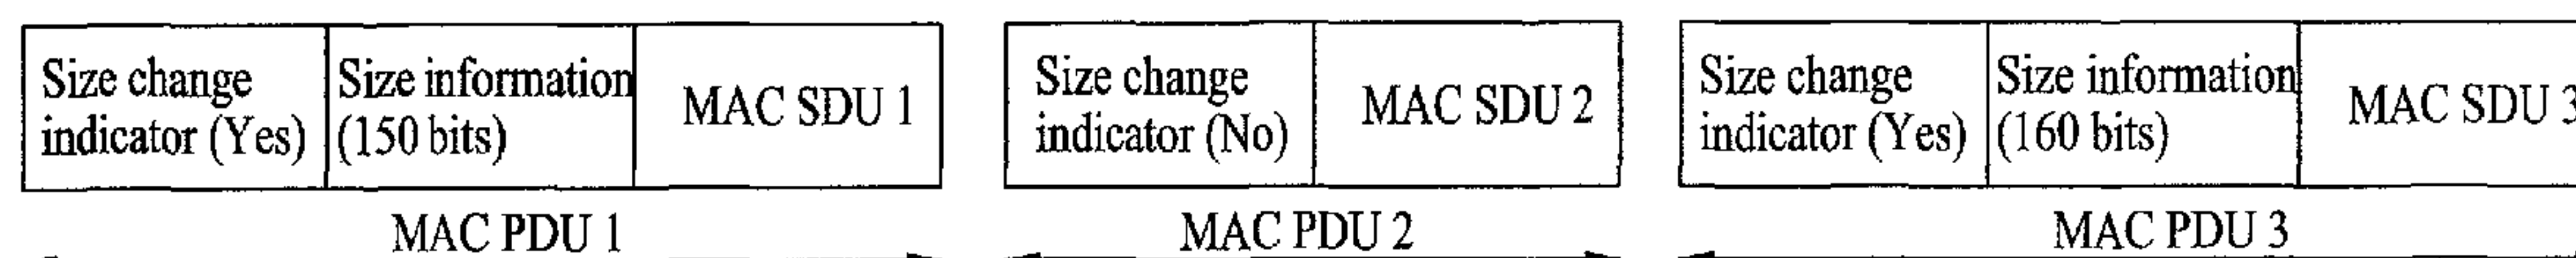 Size change
indicator (Yes)
Size information
(150 bits)
MAC SDU 1
Size change
indicator (No)
MAC SDU 2
Size change
indicator (Yes)
Size information
(160 bits)
MAC SDU 3
MAC PDU 1
MAC PDU 2
MAC PDU 3